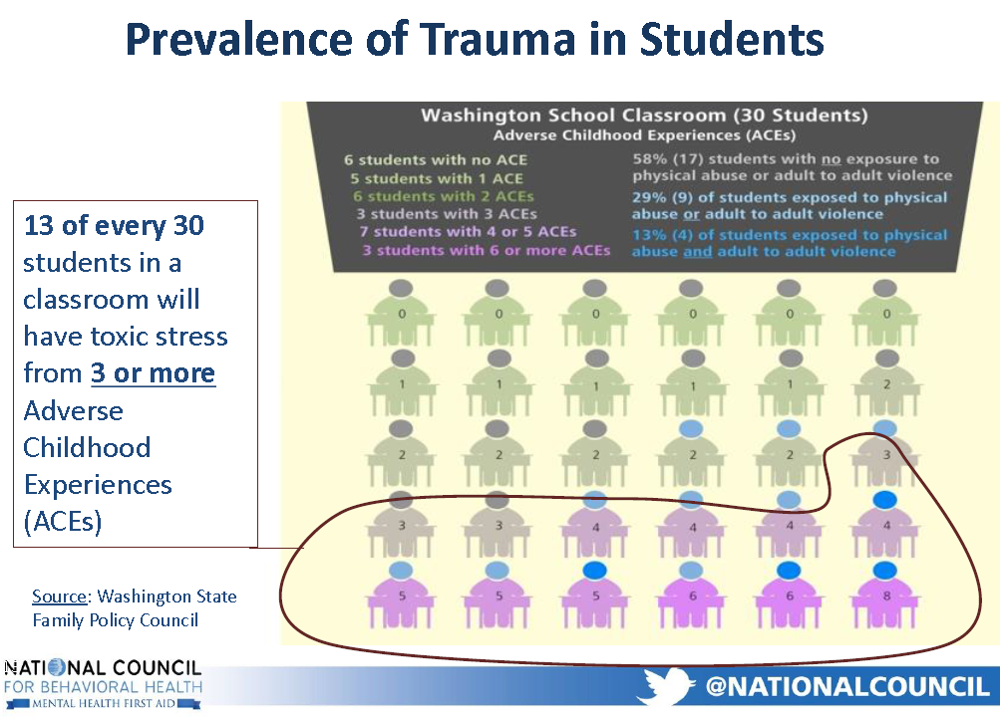 Prevalence of Trauma in Students
Washington School Classroom (30 Students)
Adverse Childhood Experiences (ACEs)
6 students with no ACE
5 students with 1 ACE
6 students with 2 ACEs
3 students with 3 ACEs
7 students with 4 or 5 ACEs
3 students with 6 or more ACEs
58% (17) students with no exposure to
physical abuse or adult to adult violence
29% (9) of students exposed to physical
abuse or adult to adult violence
13% (4) of students exposed to physical
abuse and adult to adult violence
13 of every 30
students in a
classroom will
have toxic stress
from 3 or more
Adverse
Childhood
Experiences
(ACEs)
0 0 0 0 0 0
1 1 1 1 1 2
2 2 2 2 2 3
3 3 4 4 4 4
5 5 5 6 6 8
Source: Washington State
Family Policy Council
NATIONAL COUNCIL
FOR BEHAVIORAL HEALTH
MENTAL HEALTH FIRST AID
@NATIONALCOUNCIL